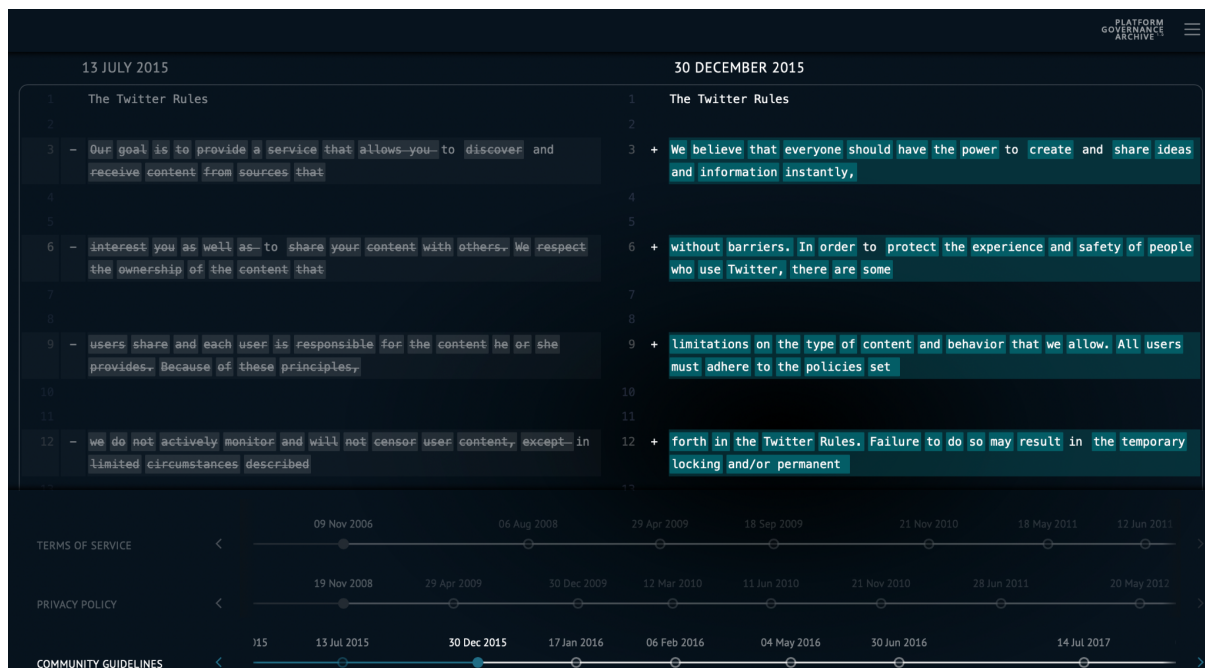 PLATFORM
GOVERNANCE
ARCHIVE
13 JULY 2015
30 DECEMBER 2015
1 The Twitter Rules
2
3 - Our goal is to provide a service that allows you to discover and
receive content from sources that
4
5
6 - interest you as well as to share your content with others. We respect
the ownership of the content that
7
8
9 - users share and each user is responsible for the content he or she
provides. Because of these principles,
10
11
12 - we do not actively monitor and will not censor user content, except in
limited circumstances described
1 The Twitter Rules
2
3 + We believe that everyone should have the power to create and share ideas
and information instantly,
4
5
6 + without barriers. In order to protect the experience and safety of people
who use Twitter, there are some
7
8
9 + limitations on the type of content and behavior that we allow. All users
must adhere to the policies set
10
11
12 + forth in the Twitter Rules. Failure to do so may result in the temporary
locking and/or permanent
09 Nov 2006 06 Aug 2008 29 Apr 2009 18 Sep 2009 21 Nov 2010 18 May 2011 12 Jun 2011
TERMS OF SERVICE
19 Nov 2008 29 Apr 2009 30 Dec 2009 12 Mar 2010 11 Jun 2010 21 Nov 2010 28 Jun 2011 20 May 2012
PRIVACY POLICY
015 13 Jul 2015 30 Dec 2015 17 Jan 2016 06 Feb 2016 04 May 2016 30 Jun 2016 14 Jul 2017
COMMUNITY GUIDELINES